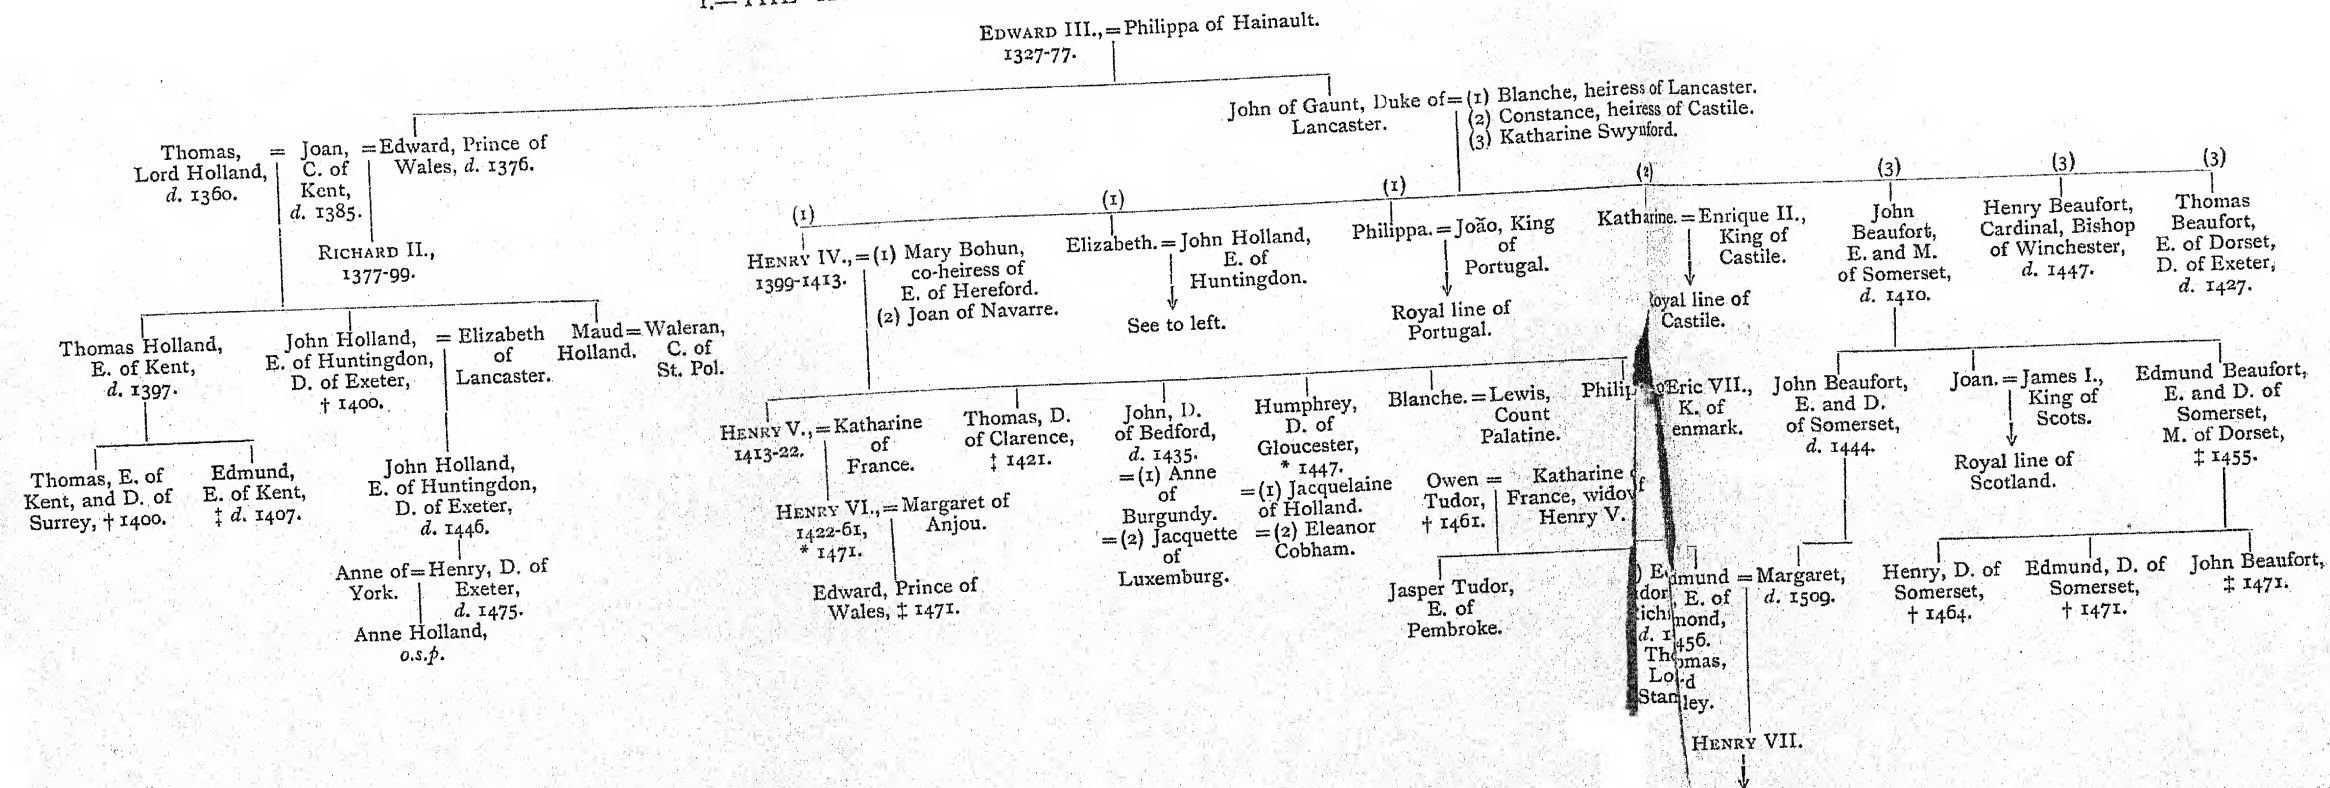 I.—THE
EDWARD III., = Philippa of Hainault.
1327-77.
John of Gaunt, Duke of = (1) Blanche, heiress of Lancaster.
Lancaster. (2) Constance, heiress of Castile.
(3) Katharine Swynford.
Thomas, = Joan, = Edward, Prince of
Lord Holland, C. of Wales, d. 1376.
d. 1360. Kent,
d. 1385.
RICHARD II.,
1377-99.
(1) (1) (1) (2) (3) (3) (3)
HENRY IV., = (1) Mary Bohun,
1399-1413. co-heiress of
E. of Hereford.
(2) Joan of Navarre.
Elizabeth. = John Holland,
E. of
Huntingdon.
See to left.
Philippa. = João, King
of
Portugal.
Royal line of
Portugal.
Katharine. = Enrique II.,
King of
Castile.
Royal line of
Castile.
John
Beaufort,
E. and M.
of Somerset,
d. 1410.
Henry Beaufort,
Cardinal, Bishop
of Winchester,
d. 1447.
Thomas
Beaufort,
E. of Dorset,
D. of Exeter,
d. 1427.
Thomas Holland,
E. of Kent,
d. 1397.
John Holland, = Elizabeth
E. of Huntingdon, of
D. of Exeter, Lancaster.
† 1400.
Maud = Waleran,
Holland. C. of
St. Pol.
Thomas, E. of
Kent, and D. of
Surrey, † 1400.
Edmund,
E. of Kent,
‡ d. 1407.
John Holland,
E. of Huntingdon,
D. of Exeter,
d. 1446.
Anne of = Henry, D. of
York. Exeter,
d. 1475.
Anne Holland,
o.s.p.
HENRY V., = Katharine
1413-22. of
France.
Thomas, D.
of Clarence,
‡ 1421.
John, D.
of Bedford,
d. 1435.
= (1) Anne
of
Burgundy.
= (2) Jacquette
of
Luxemburg.
Humphrey,
D. of
Gloucester,
* 1447.
= (1) Jacquelaine
of Holland.
= (2) Eleanor
Cobham.
Blanche. = Lewis,
Count
Palatine.
Philip Eric VII.,
K. of
enmark.
John Beaufort,
E. and D.
of Somerset,
d. 1444.
Joan. = James I.,
King of
Scots.
Royal line of
Scotland.
Edmund Beaufort,
E. and D. of
Somerset,
M. of Dorset,
‡ 1455.
HENRY VI., = Margaret of
1422-61, Anjou.
* 1471.
Edward, Prince of
Wales, ‡ 1471.
Owen = Katharine of
Tudor, France, widow
† 1461. Henry V.
Jasper Tudor,
E. of
Pembroke.
Edmund = Margaret,
dor, E. of d. 1509.
ichmond,
d. 1456.
Thomas,
Lord
Stanley.
HENRY VII.
Henry, D. of
Somerset,
† 1464.
Edmund, D. of
Somerset,
† 1471.
John Beaufort,
‡ 1471.